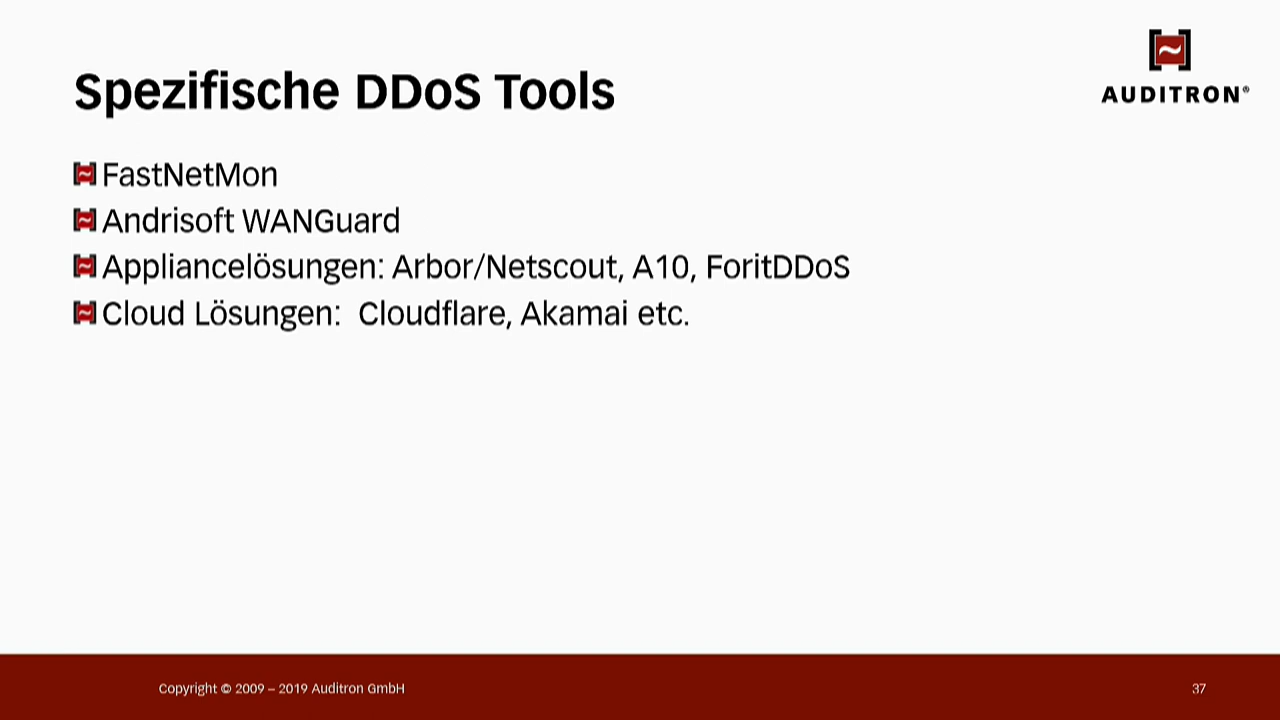 Spezifische DDoS Tools
AUDITRON®
FastNetMon
Andrisoft WANGuard
Appliancelösungen: Arbor/Netscout, A10, ForitDDoS
Cloud Lösungen:  Cloudflare, Akamai etc.
Copyright © 2009 – 2019 Auditron GmbH
37